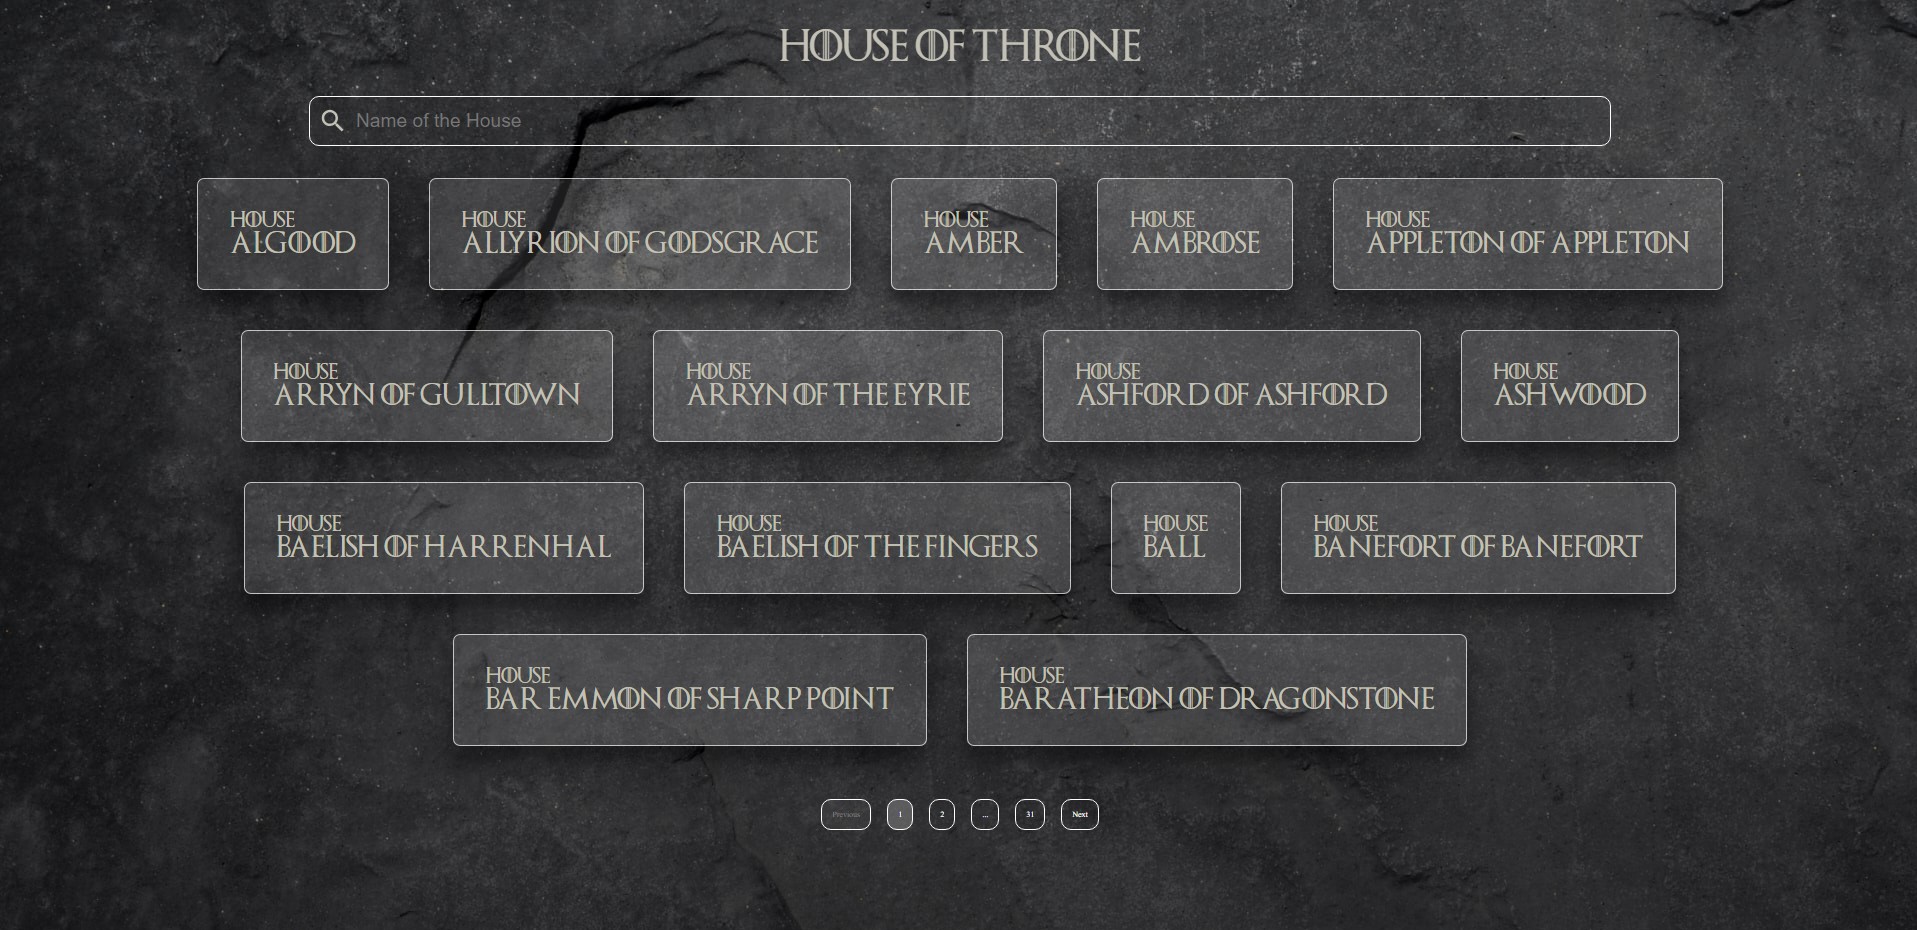 HOUSE OF THRONE
Name of the House
HOUSE
ALGOOD
HOUSE
ALLYRION OF GODSGRACE
HOUSE
AMBER
HOUSE
AMBROSE
HOUSE
APPLETON OF APPLETON
HOUSE
ARRYN OF GULLTOWN
HOUSE
ARRYN OF THE EYRIE
HOUSE
ASHFORD OF ASHFORD
HOUSE
ASHWOOD
HOUSE
BAELISH OF HARRENHAL
HOUSE
BAELISH OF THE FINGERS
HOUSE
BALL
HOUSE
BANEFORT OF BANEFORT
HOUSE
BAR EMMON OF SHARP POINT
HOUSE
BARATHEON OF DRAGONSTONE
Previous 1 2 ... 31 Next